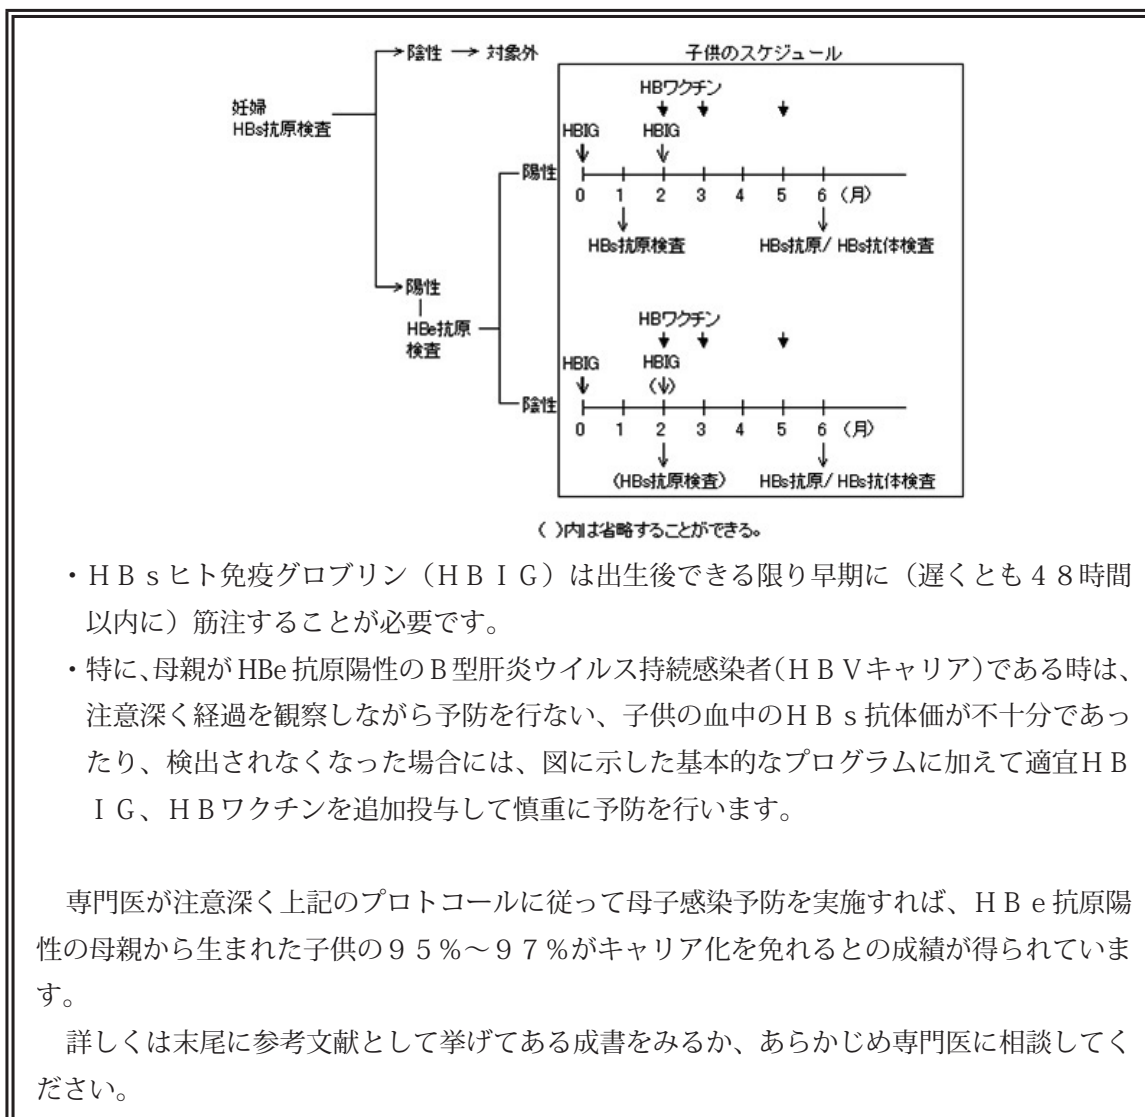 陰性 → 対象外
子供のスケジュール
妊婦
HBs抗原検査
HBワクチン
HBIG HBIG
陽性
0 1 2 3 4 5 6 (月)
HBs抗原検査 HBs抗原/HBs抗体検査
陽性
HBe抗原
検査
HBワクチン
HBIG HBIG
(↓)
陰性
0 1 2 3 4 5 6 (月)
(HBs抗原検査) HBs抗原/HBs抗体検査
( )内は省略することができる。
・ＨＢｓヒト免疫グロブリン（ＨＢＩＧ）は出生後できる限り早期に（遅くとも４８時間
以内に）筋注することが必要です。
・特に、母親が HBe 抗原陽性のＢ型肝炎ウイルス持続感染者（ＨＢＶキャリア）である時は、
注意深く経過を観察しながら予防を行ない、子供の血中のＨＢｓ抗体価が不十分であっ
たり、検出されなくなった場合には、図に示した基本的なプログラムに加えて適宜ＨＢ
ＩＧ、ＨＢワクチンを追加投与して慎重に予防を行います。
専門医が注意深く上記のプロトコールに従って母子感染予防を実施すれば、ＨＢｅ抗原陽
性の母親から生まれた子供の９５％～９７％がキャリア化を免れるとの成績が得られていま
す。
詳しくは末尾に参考文献として挙げてある成書をみるか、あらかじめ専門医に相談してく
ださい。